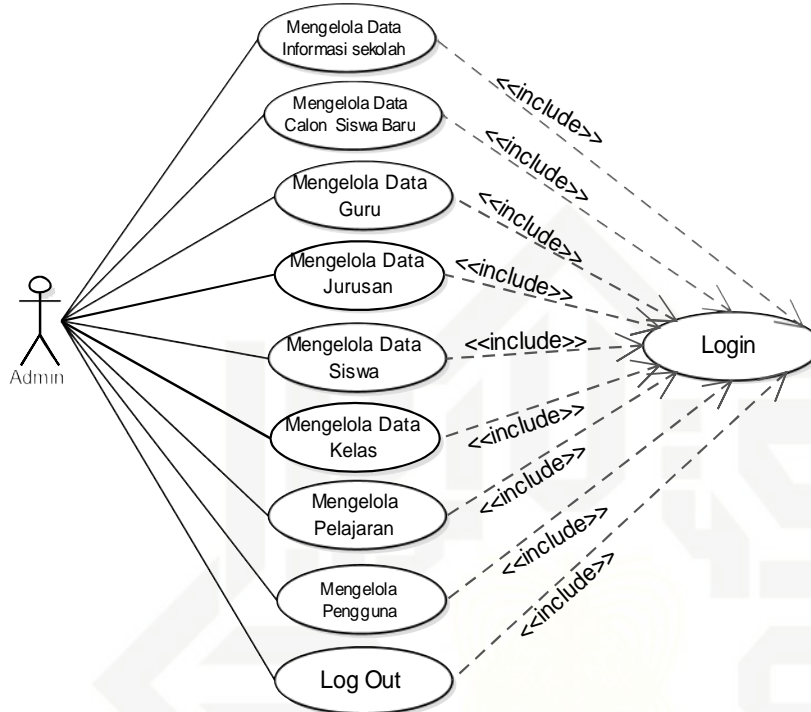 Mengelola Data
Informasi sekolah
Mengelola Data
Calon Siswa Baru
Mengelola Data
Guru
Mengelola Data
Jurusan
Mengelola Data
Siswa
Mengelola Data
Kelas
Mengelola
Pelajaran
Mengelola
Pengguna
Log Out
Admin
<<include>>
<<include>>
<<include>>
<<include>>
<<include>>
<<include>>
<<include>>
<<include>>
<<include>>
Login